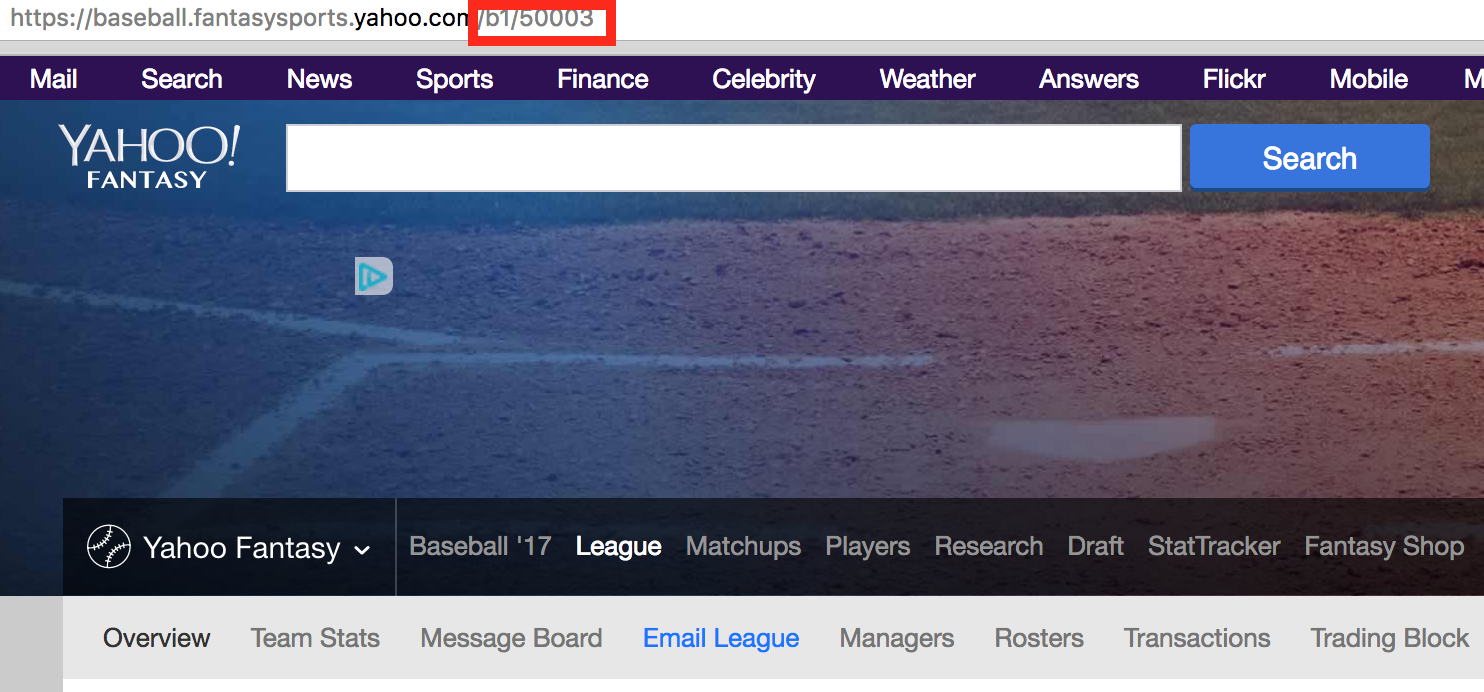 https://baseball.fantasysports.yahoo.com/b1/50003
Mail Search News Sports Finance Celebrity Weather Answers Flickr Mobile M
YAHOO!
FANTASY
Search
Yahoo Fantasy Baseball '17 League Matchups Players Research Draft StatTracker Fantasy Shop
Overview Team Stats Message Board Email League Managers Rosters Transactions Trading Block